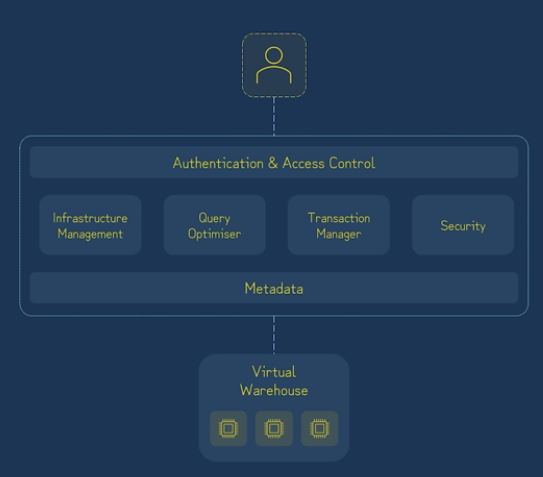 Authentication & Access Control
Infrastructure
Management
Query
Optimiser
Transaction
Manager
Security
Metadata
Virtual
Warehouse